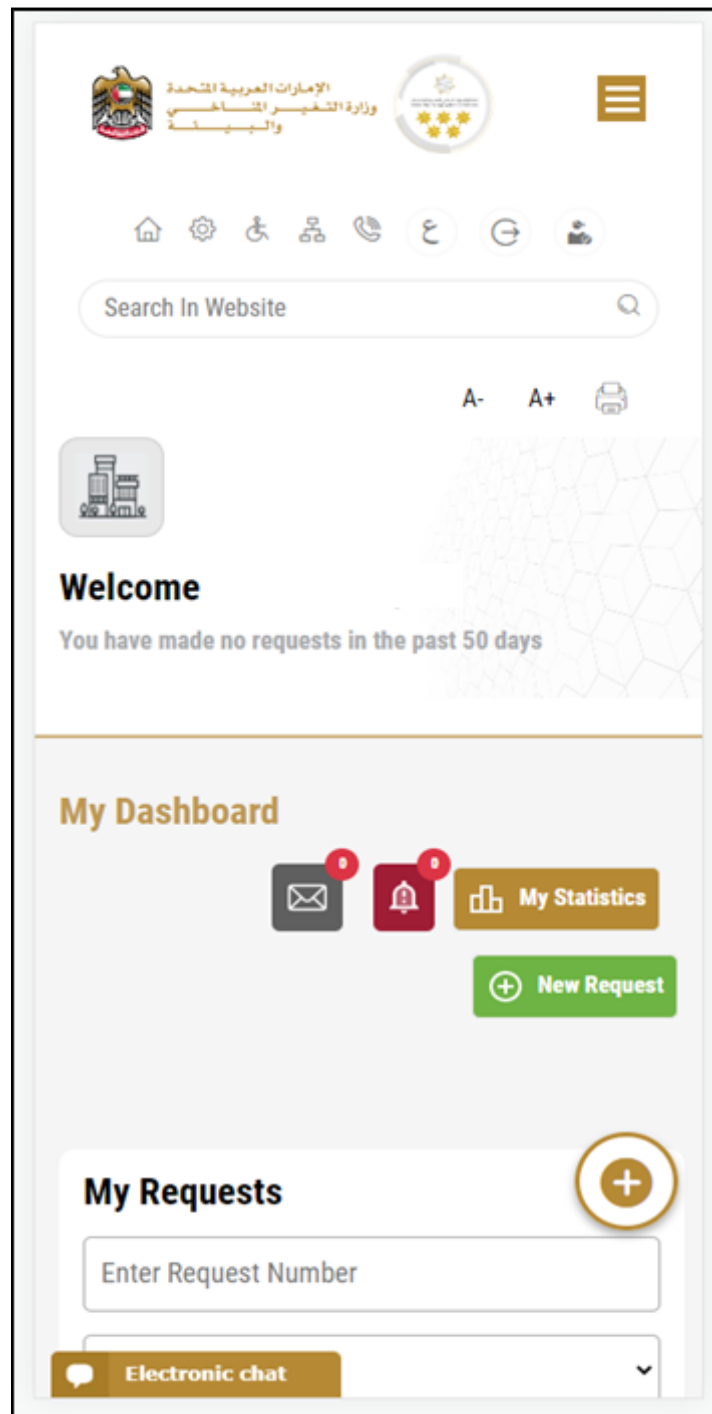 الإمارات العربية المتحدة
وزارة التغير المناخي
والبيئة
ع
Search In Website
A- A+
Welcome
You have made no requests in the past 50 days
My Dashboard
0 0
My Statistics
New Request
My Requests
Enter Request Number
Electronic chat